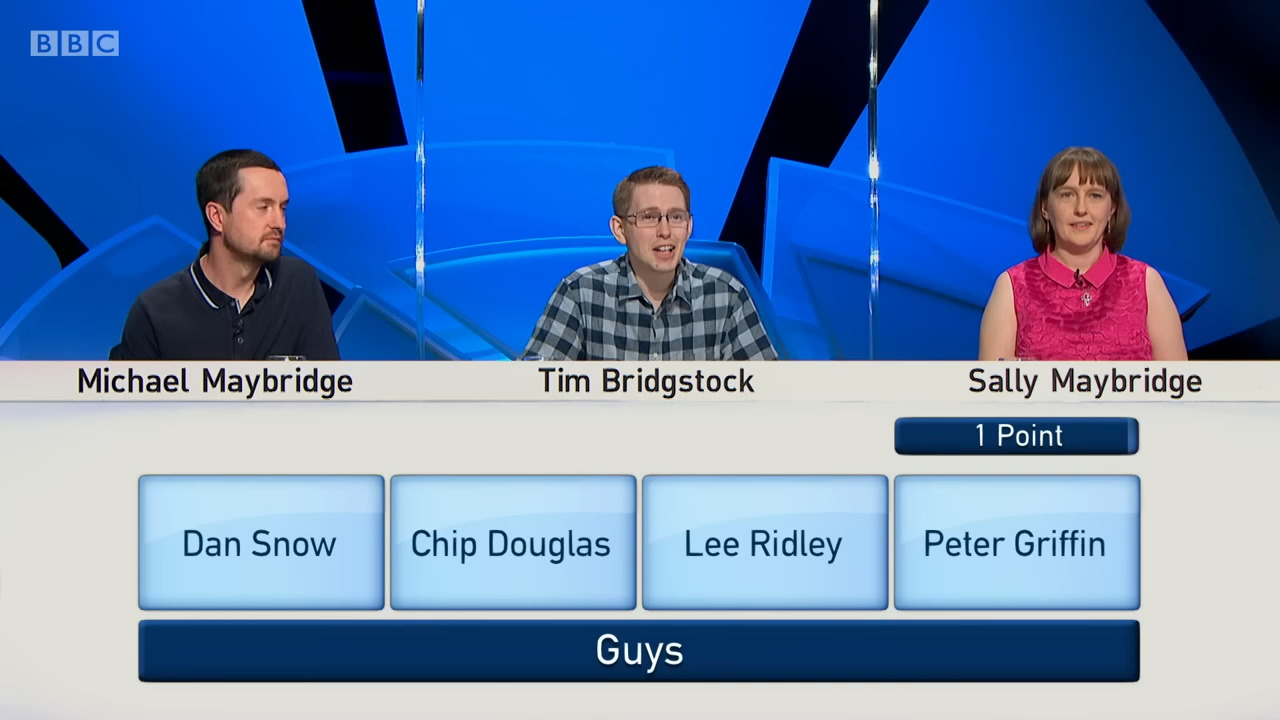 BBC
Michael Maybridge
Tim Bridgstock
Sally Maybridge
1 Point
Dan Snow
Chip Douglas
Lee Ridley
Peter Griffin
Guys